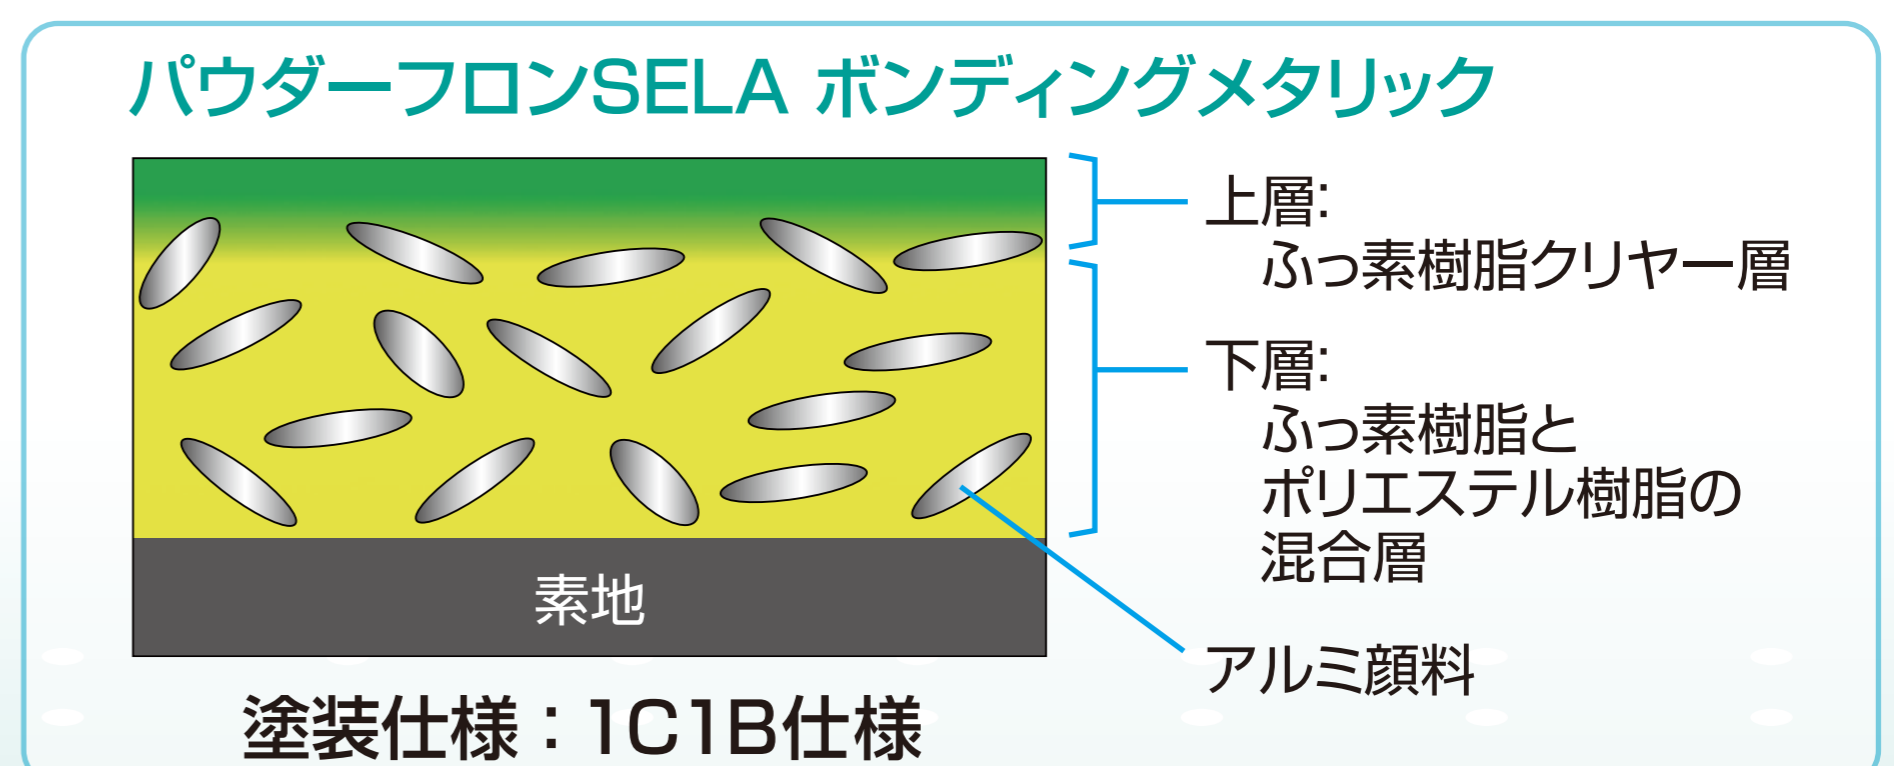 パウダーフロンSELA ボンディングメタリック
上層:
ふっ素樹脂クリヤー層
下層:
ふっ素樹脂と
ポリエステル樹脂の
混合層
素地
アルミ顔料
塗装仕様：1C1B仕様